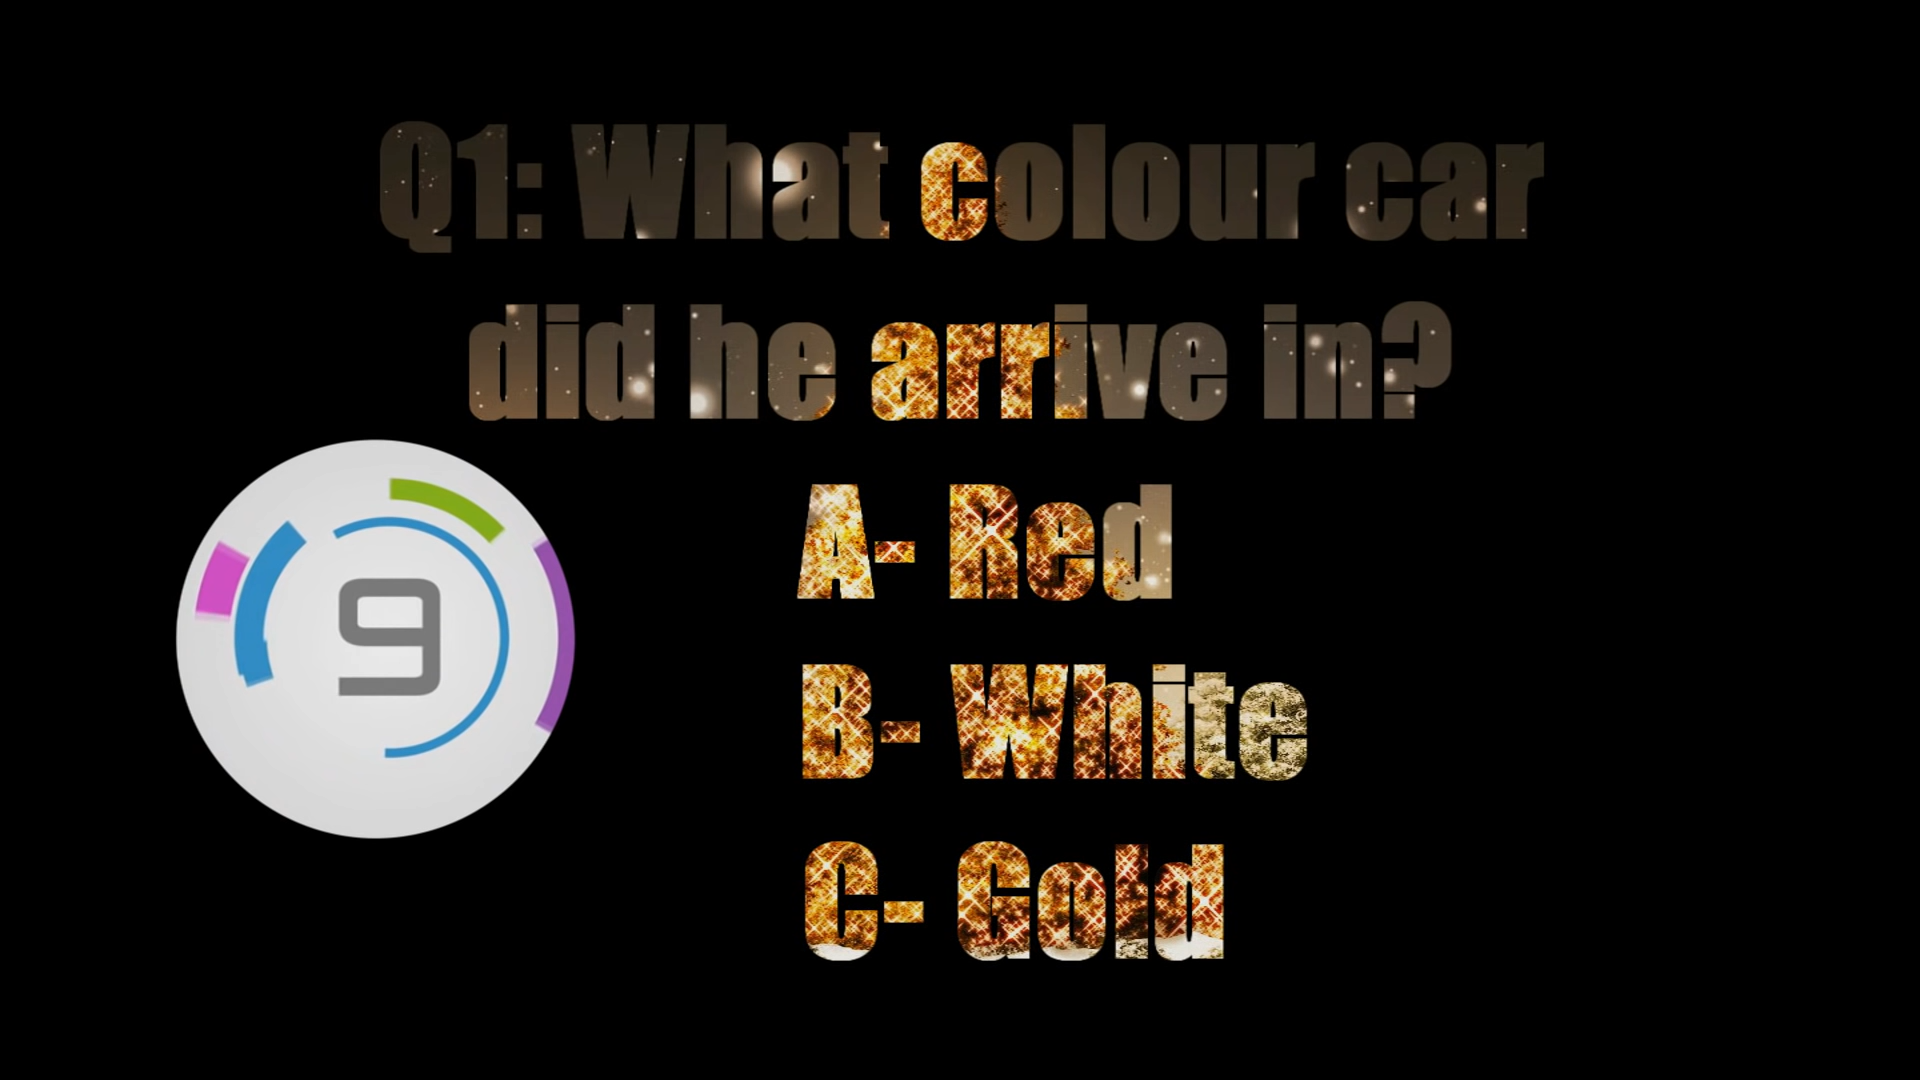 Q1: What colour car
did he arrive in?
A- Red
9
B- White
C- Gold